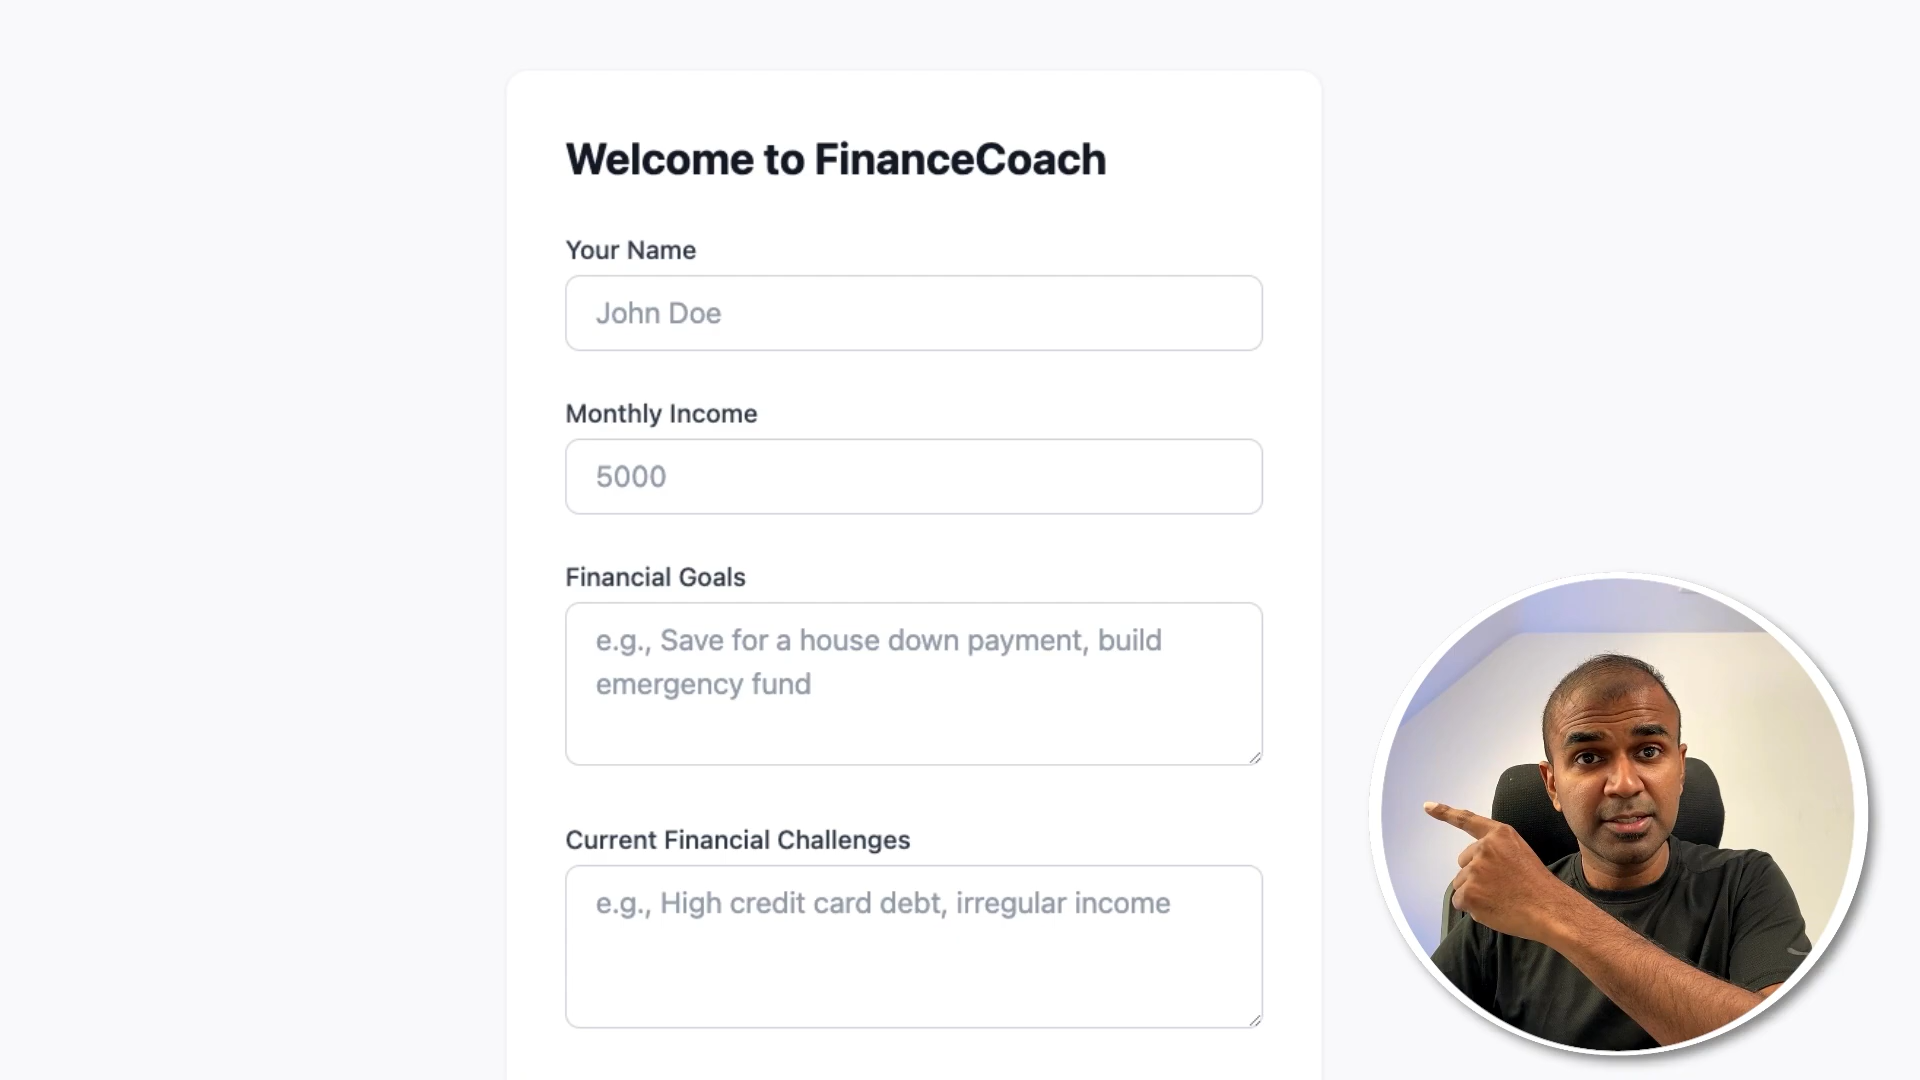 Welcome to FinanceCoach
Your Name
John Doe
Monthly Income
5000
Financial Goals
e.g., Save for a house down payment, build
emergency fund
Current Financial Challenges
e.g., High credit card debt, irregular income